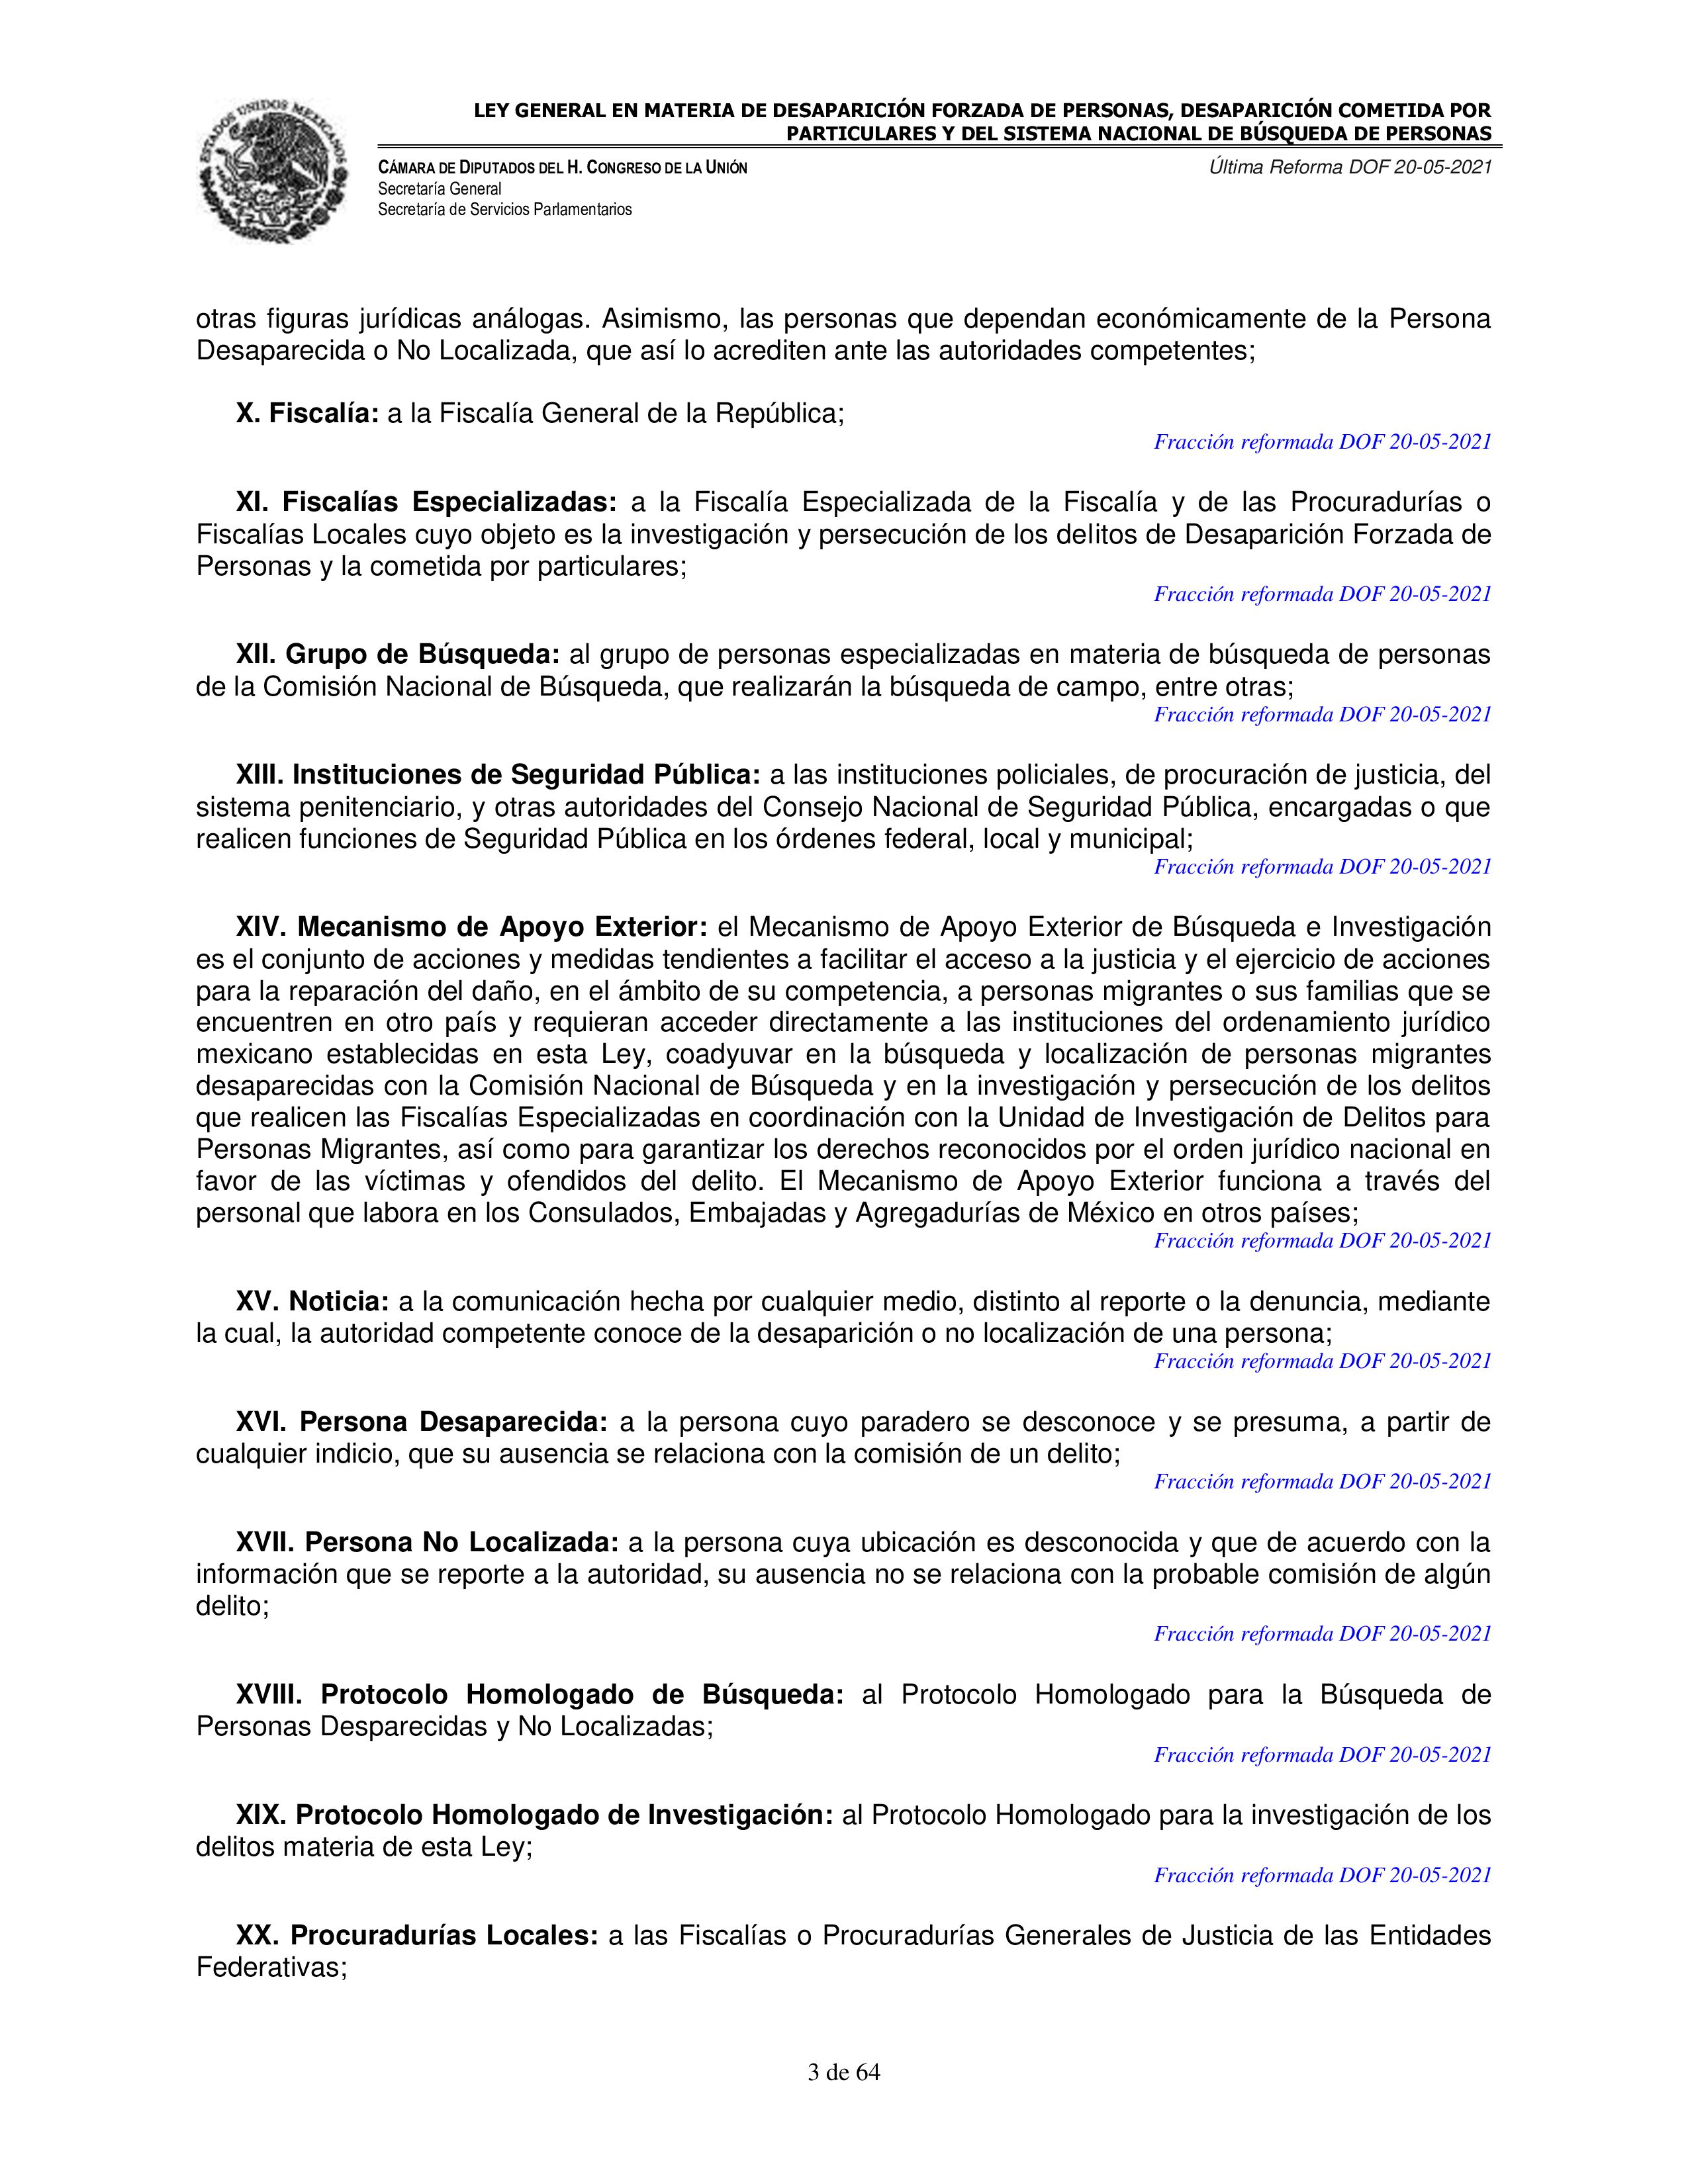 ESTADOS UNIDOS MEXICANOS
LEY GENERAL EN MATERIA DE DESAPARICIÓN FORZADA DE PERSONAS, DESAPARICIÓN COMETIDA POR
PARTICULARES Y DEL SISTEMA NACIONAL DE BÚSQUEDA DE PERSONAS
CÁMARA DE DIPUTADOS DEL H. CONGRESO DE LA UNIÓN
Última Reforma DOF 20-05-2021
Secretaría General
Secretaría de Servicios Parlamentarios
otras figuras jurídicas análogas. Asimismo, las personas que dependan económicamente de la Persona
Desaparecida o No Localizada, que así lo acrediten ante las autoridades competentes;
X. Fiscalía: a la Fiscalía General de la República;
Fracción reformada DOF 20-05-2021
XI. Fiscalías Especializadas: a la Fiscalía Especializada de la Fiscalía y de las Procuradurías o
Fiscalías Locales cuyo objeto es la investigación y persecución de los delitos de Desaparición Forzada de
Personas y la cometida por particulares;
Fracción reformada DOF 20-05-2021
XII. Grupo de Búsqueda: al grupo de personas especializadas en materia de búsqueda de personas
de la Comisión Nacional de Búsqueda, que realizarán la búsqueda de campo, entre otras;
Fracción reformada DOF 20-05-2021
XIII. Instituciones de Seguridad Pública: a las instituciones policiales, de procuración de justicia, del
sistema penitenciario, y otras autoridades del Consejo Nacional de Seguridad Pública, encargadas o que
realicen funciones de Seguridad Pública en los órdenes federal, local y municipal;
Fracción reformada DOF 20-05-2021
XIV. Mecanismo de Apoyo Exterior: el Mecanismo de Apoyo Exterior de Búsqueda e Investigación
es el conjunto de acciones y medidas tendientes a facilitar el acceso a la justicia y el ejercicio de acciones
para la reparación del daño, en el ámbito de su competencia, a personas migrantes o sus familias que se
encuentren en otro país y requieran acceder directamente a las instituciones del ordenamiento jurídico
mexicano establecidas en esta Ley, coadyuvar en la búsqueda y localización de personas migrantes
desaparecidas con la Comisión Nacional de Búsqueda y en la investigación y persecución de los delitos
que realicen las Fiscalías Especializadas en coordinación con la Unidad de Investigación de Delitos para
Personas Migrantes, así como para garantizar los derechos reconocidos por el orden jurídico nacional en
favor de las víctimas y ofendidos del delito. El Mecanismo de Apoyo Exterior funciona a través del
personal que labora en los Consulados, Embajadas y Agregadurías de México en otros países;
Fracción reformada DOF 20-05-2021
XV. Noticia: a la comunicación hecha por cualquier medio, distinto al reporte o la denuncia, mediante
la cual, la autoridad competente conoce de la desaparición o no localización de una persona;
Fracción reformada DOF 20-05-2021
XVI. Persona Desaparecida: a la persona cuyo paradero se desconoce y se presuma, a partir de
cualquier indicio, que su ausencia se relaciona con la comisión de un delito;
Fracción reformada DOF 20-05-2021
XVII. Persona No Localizada: a la persona cuya ubicación es desconocida y que de acuerdo con la
información que se reporte a la autoridad, su ausencia no se relaciona con la probable comisión de algún
delito;
Fracción reformada DOF 20-05-2021
XVIII. Protocolo Homologado de Búsqueda: al Protocolo Homologado para la Búsqueda de
Personas Desparecidas y No Localizadas;
Fracción reformada DOF 20-05-2021
XIX. Protocolo Homologado de Investigación: al Protocolo Homologado para la investigación de los
delitos materia de esta Ley;
Fracción reformada DOF 20-05-2021
XX. Procuradurías Locales: a las Fiscalías o Procuradurías Generales de Justicia de las Entidades
Federativas;
3 de 64